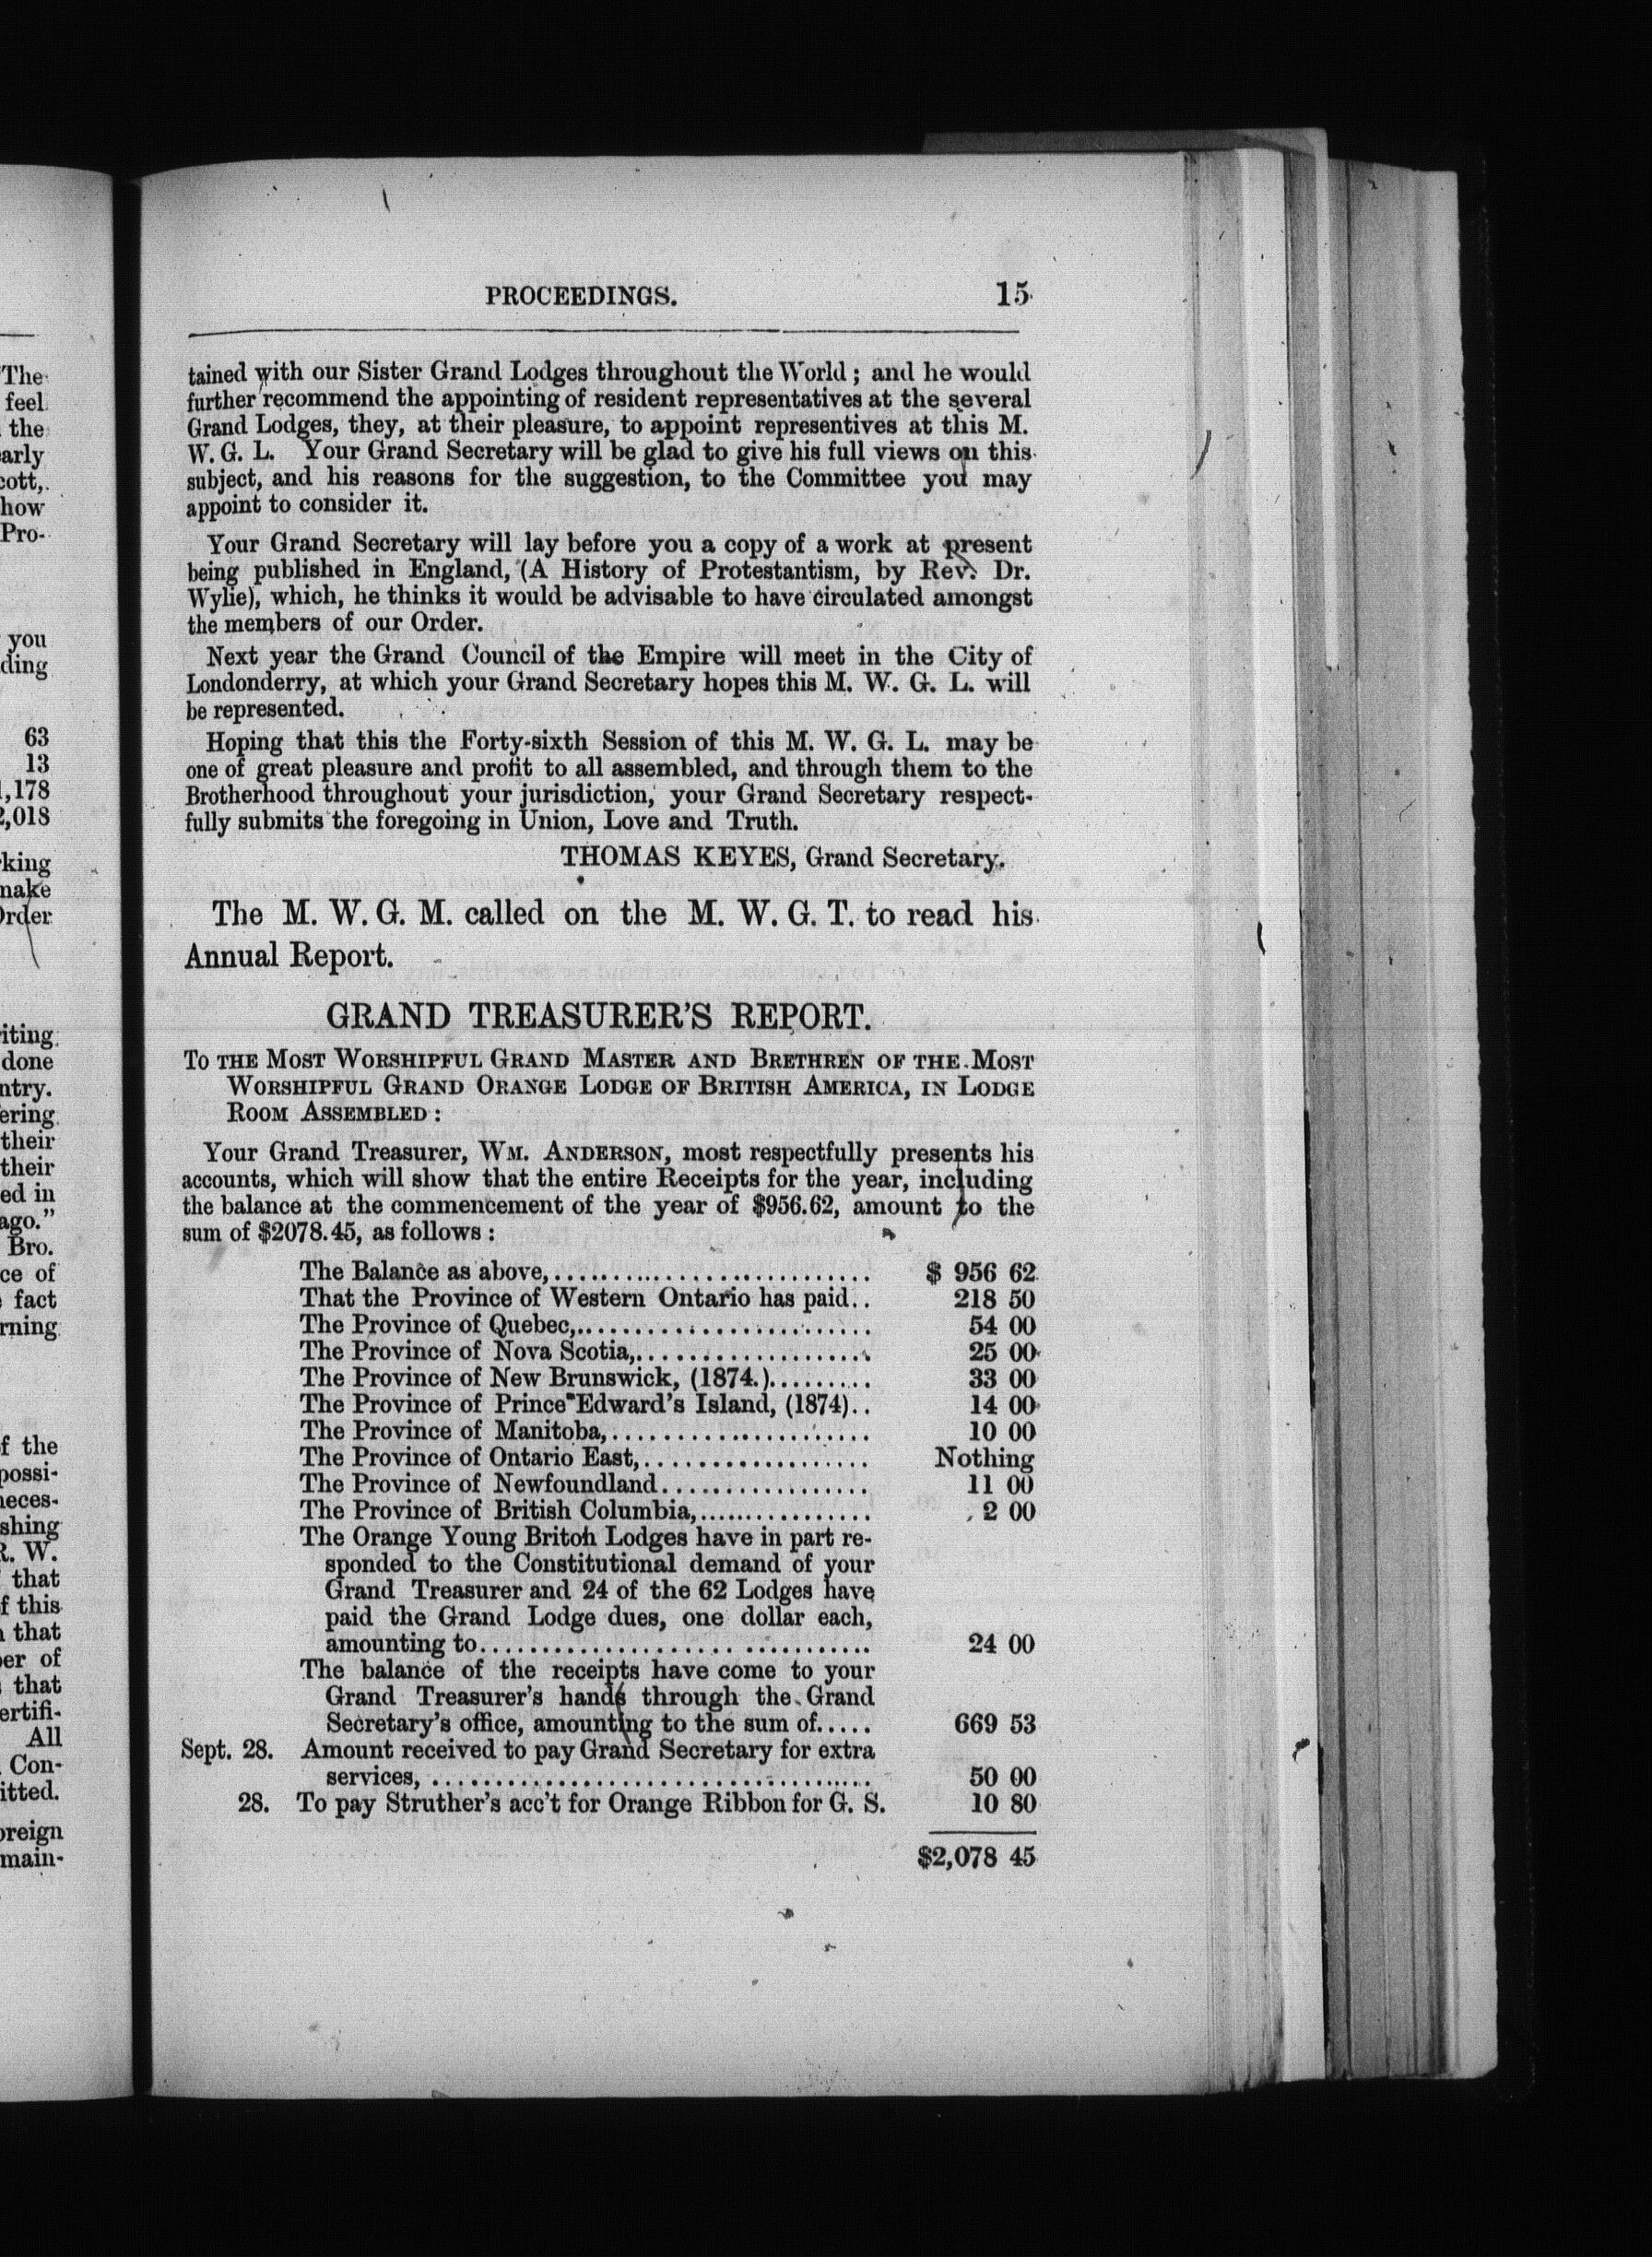 PROCEEDINGS. 15
tained with our Sister Grand Lodges throughout the World; and he would
further recommend the appointing of resident representatives at the several
Grand Lodges, they, at their pleasure, to appoint representives at this M.
W. G. L. Your Grand Secretary will be glad to give his full views on this
subject, and his reasons for the suggestion, to the Committee you may
appoint to consider it.
Your Grand Secretary will lay before you a copy of a work at present
being published in England, (A History of Protestantism, by Rev. Dr.
Wylie), which, he thinks it would be advisable to have circulated amongst
the members of our Order.
Next year the Grand Council of the Empire will meet in the City of
Londonderry, at which your Grand Secretary hopes this M. W. G. L. will
be represented.
Hoping that this the Forty-sixth Session of this M. W. G. L. may be
one of great pleasure and profit to all assembled, and through them to the
Brotherhood throughout your jurisdiction, your Grand Secretary respect-
fully submits the foregoing in Union, Love and Truth.
THOMAS KEYES, Grand Secretary.
The M. W. G. M. called on the M. W. G. T. to read his
Annual Report.
GRAND TREASURER'S REPORT.
TO THE MOST WORSHIPFUL GRAND MASTER AND BRETHREN OF THE MOST
WORSHIPFUL GRAND ORANGE LODGE OF BRITISH AMERICA, IN LODGE
ROOM ASSEMBLED:
Your Grand Treasurer, WM. ANDERSON, most respectfully presents his
accounts, which will show that the entire Receipts for the year, including
the balance at the commencement of the year of $956.62, amount to the
sum of $2078.45, as follows:
The Balance as above,.............................. $ 956 62
That the Province of Western Ontario has paid.. 218 50
The Province of Quebec,........................ 54 00
The Province of Nova Scotia,.................... 25 00
The Province of New Brunswick, (1874.)......... 33 00
The Province of Prince Edward's Island, (1874).. 14 00
The Province of Manitoba,...................... 10 00
The Province of Ontario East,................... Nothing
The Province of Newfoundland................. 11 00
The Province of British Columbia,................ 2 00
The Orange Young Britoh Lodges have in part re-
sponded to the Constitutional demand of your
Grand Treasurer and 24 of the 62 Lodges have
paid the Grand Lodge dues, one dollar each,
amounting to................................. 24 00
The balance of the receipts have come to your
Grand Treasurer's hands through the Grand
Secretary's office, amounting to the sum of..... 669 53
Sept. 28. Amount received to pay Grand Secretary for extra
services, .................................... 50 00
28. To pay Struther's acc't for Orange Ribbon for G. S. 10 80
$2,078 45